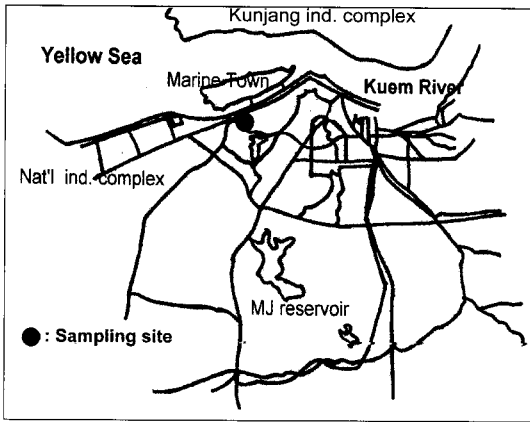 Kunjang ind. complex
Yellow Sea
Marine Town
Kuem River
Nat'l ind. complex
MJ reservoir
: Sampling site